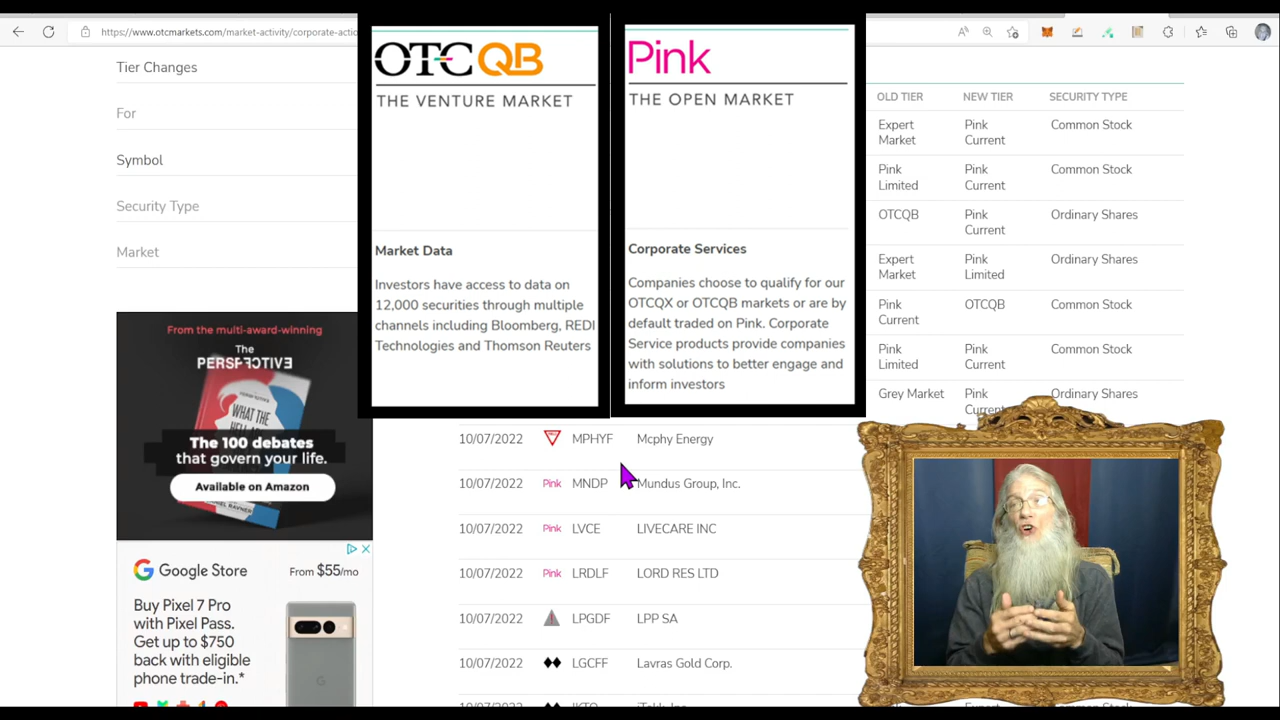 https://www.otcmarkets.com/market-activity/corporate-actio
Tier Changes
For
Symbol
Security Type
Market
OTCQB
THE VENTURE MARKET
Market Data
Investors have access to data on
12,000 securities through multiple
channels including Bloomberg, REDI
Technologies and Thomson Reuters
Pink
THE OPEN MARKET
Corporate Services
Companies choose to qualify for our
OTCQX or OTCQB markets or are by
default traded on Pink. Corporate
Service products provide companies
with solutions to better engage and
inform investors
OLD TIER NEW TIER SECURITY TYPE
Expert Market Pink Current Common Stock
Pink Limited Pink Current Common Stock
OTCQB Pink Current Ordinary Shares
Expert Market Pink Limited Ordinary Shares
Pink Current OTCQB Common Stock
Pink Limited Pink Current Common Stock
Grey Market Pink Current Ordinary Shares
10/07/2022 MPHYF Mcphy Energy
10/07/2022 Pink MNDP Mundus Group, Inc.
10/07/2022 Pink LVCE LIVECARE INC
10/07/2022 Pink LRDLF LORD RES LTD
10/07/2022 LPGDF LPP SA
10/07/2022 LGCFF Lavras Gold Corp.
From the multi-award-winning
The
PERSPECTIVE
WHAT THE
The 100 debates
that govern your life.
Available on Amazon
Google Store
From $55/mo
Buy Pixel 7 Pro
with Pixel Pass.
Get up to $750
back with eligible
phone trade-in.*